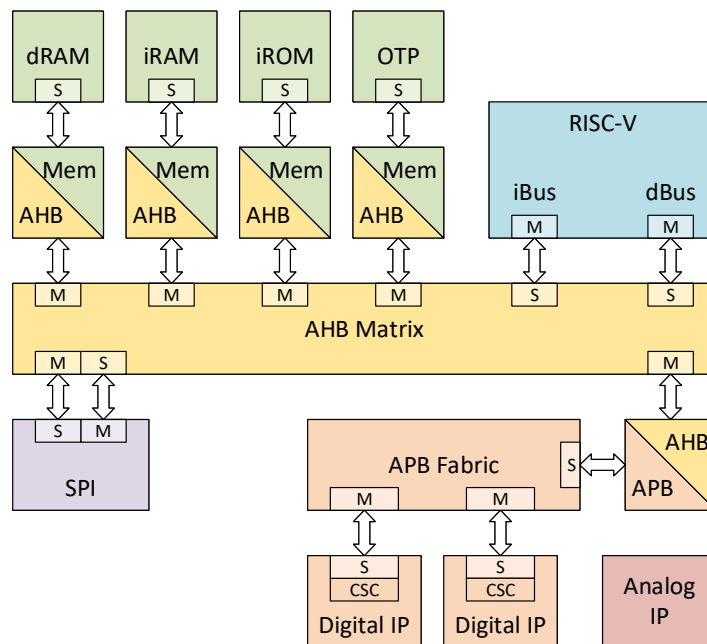 dRAM iRAM iROM OTP
S S S S
RISC-V
Mem Mem Mem Mem
AHB AHB AHB AHB
iBus dBus
M M
M M M M S S
AHB Matrix
M S M
S M
SPI
APB Fabric
S
AHB
APB
M M
S S
CSC CSC
Digital IP Digital IP
Analog
IP